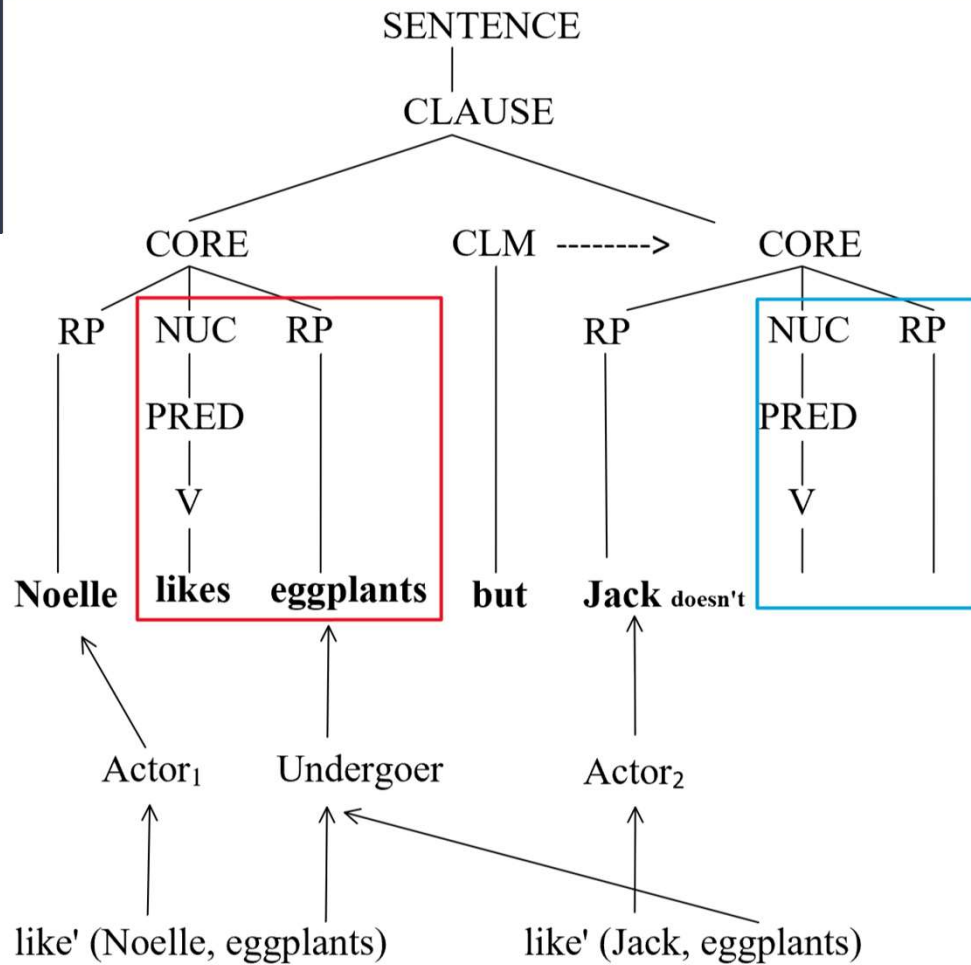 SENTENCE
CLAUSE
CORE CLM --------> CORE
RP NUC RP RP NUC RP
PRED PRED
V V
Noelle likes eggplants but Jack doesn't
Actor₁ Undergoer Actor₂
like' (Noelle, eggplants) like' (Jack, eggplants)